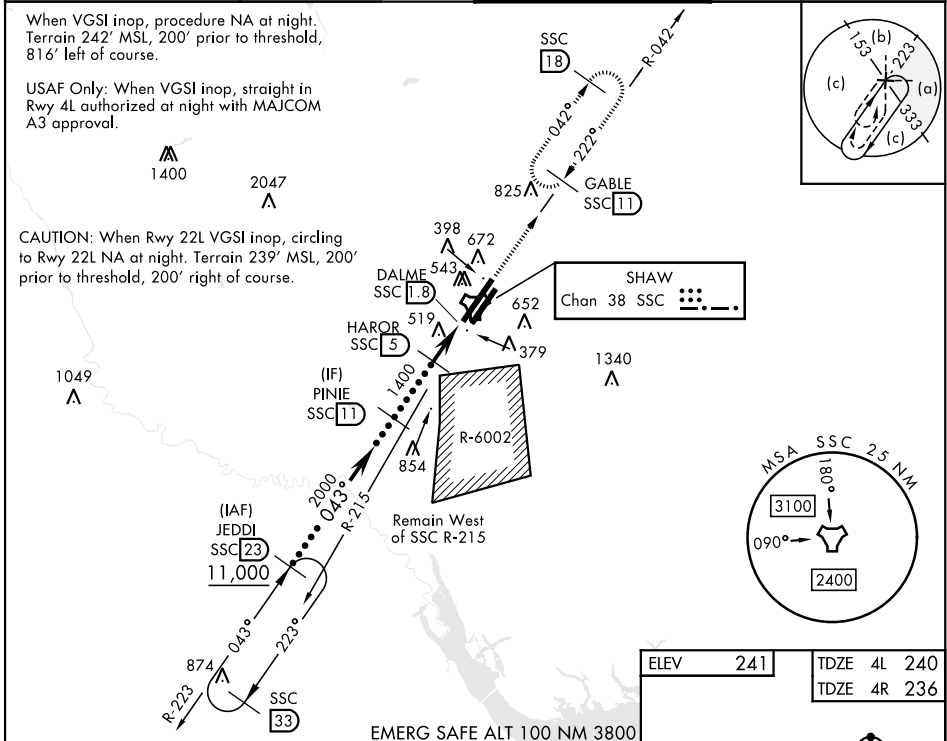 When VGSI inop, procedure NA at night.
Terrain 242' MSL, 200' prior to threshold,
816' left of course.
USAF Only: When VGSI inop, straight in
Rwy 4L authorized at night with MAJCOM
A3 approval.
1400
2047
CAUTION: When Rwy 22L VGSI inop, circling
to Rwy 22L NA at night. Terrain 239' MSL, 200'
prior to threshold, 200' right of course.
SSC
18
R-042
042°
222°
825
GABLE
SSC 11
153
(b)
223
(c)
(a)
333
(c)
398
672
543
DALME
SSC 1.8
SHAW
Chan 38 SSC
652
519
HAROR
SSC 5
379
1340
1049
(IF)
PINIE
SSC 11
1400
R-6002
854
2000
043°
R-215
Remain West
of SSC R-215
(IAF)
JEDDI
SSC 23
11,000
043°
223°
874
R-223
SSC
33
MSA SSC 25 NM
180°
3100
090°
2400
ELEV 241
TDZE 4L 240
TDZE 4R 236
EMERG SAFE ALT 100 NM 3800